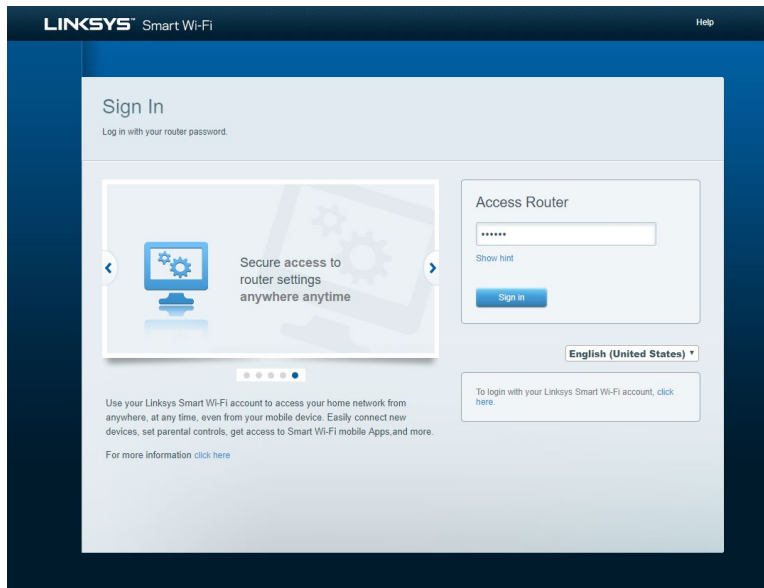 LINKSYS™ Smart Wi-Fi
Help
Sign In
Log in with your router password.
Secure access to
router settings
anywhere anytime
Use your Linksys Smart Wi-Fi account to access your home network from
anywhere, at any time, even from your mobile device. Easily connect new
devices, set parental controls, get access to Smart Wi-Fi mobile Apps,and more.
For more information click here
Access Router
••••••
Show hint
Sign in
English (United States)
To login with your Linksys Smart Wi-Fi account, click
here.